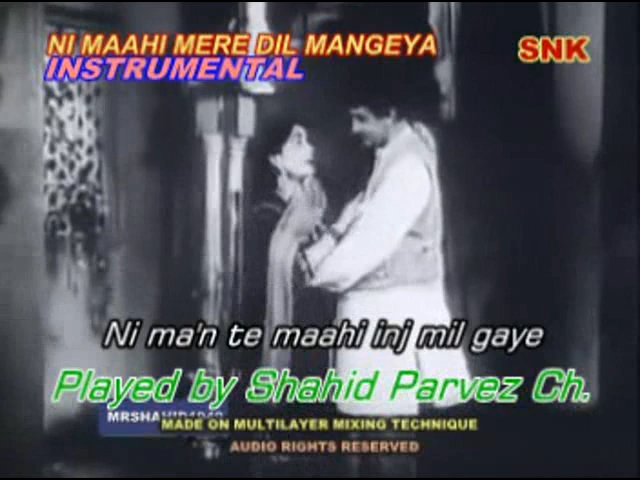 NI MAAHI MERE DIL MANGEYA
SNK
INSTRUMENTAL
Ni ma'n te maahi inj mil gaye
Played by Shahid Parvez Ch.
MADE ON MULTILAYER MIXING TECHNIQUE
AUDIO RIGHTS RESERVED